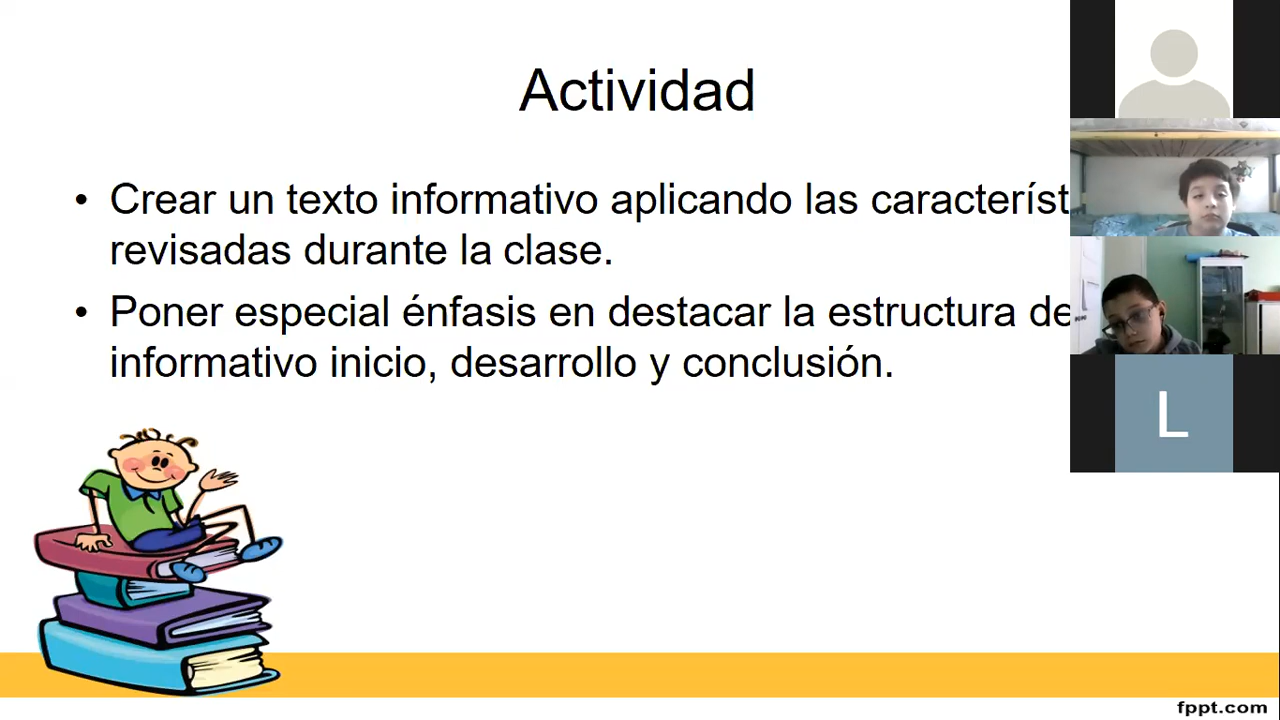 Actividad
• Crear un texto informativo aplicando las característ
revisadas durante la clase.
• Poner especial énfasis en destacar la estructura de
informativo inicio, desarrollo y conclusión.
L
fppt.com